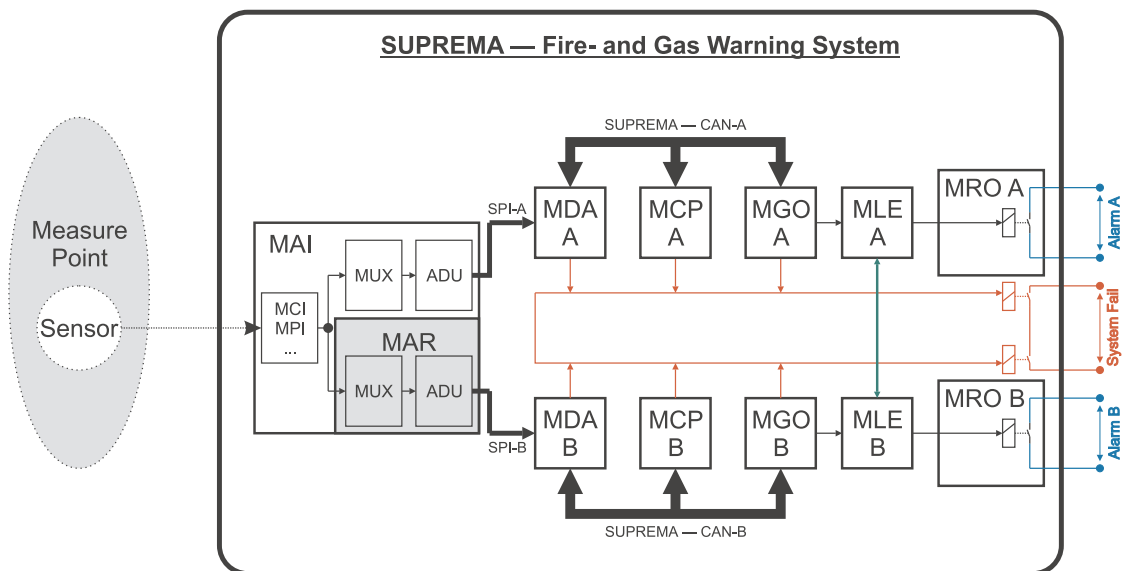 SUPREMA — Fire- and Gas Warning System
SUPREMA — CAN-A
Measure
Point
Sensor
MAI
MCI
MPI
...
MUX
ADU
MAR
MUX
ADU
SPI-A
SPI-B
MDA
A
MCP
A
MGO
A
MLE
A
MRO A
Alarm A
System Fail
MDA
B
MCP
B
MGO
B
MLE
B
MRO B
Alarm B
SUPREMA — CAN-B